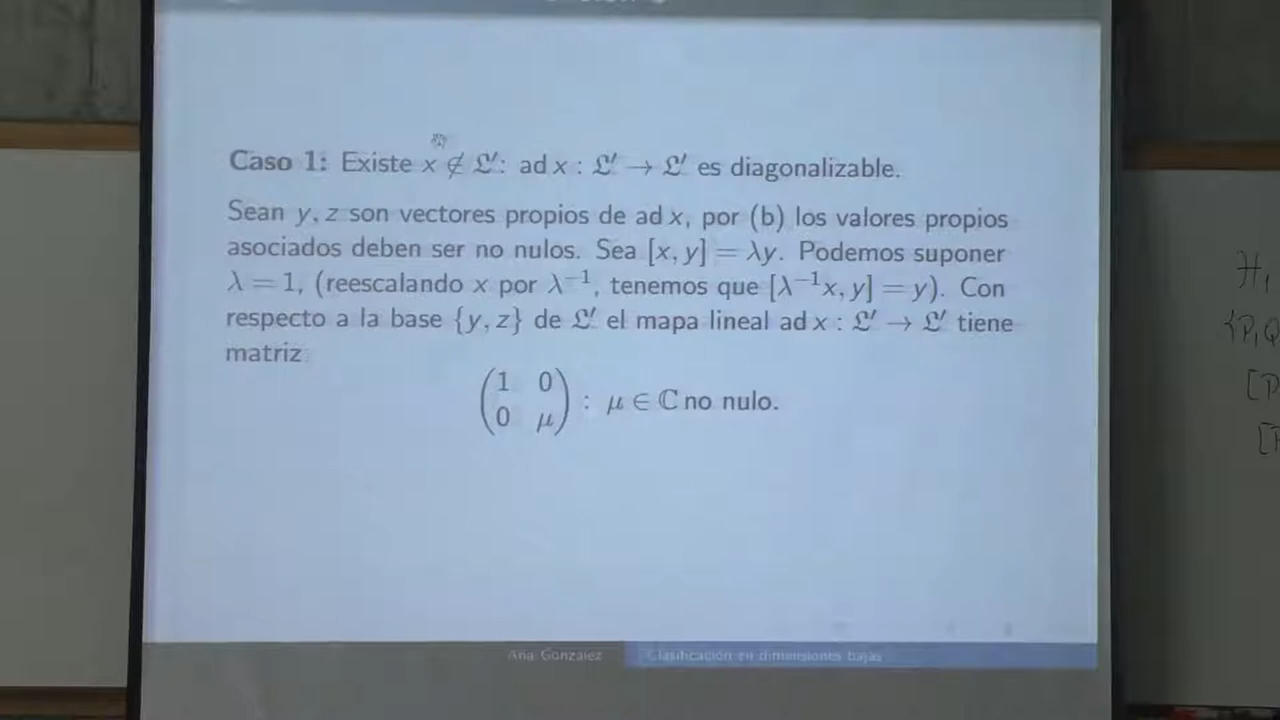 Caso 1: Existe x ∉ 𝔏′: ad x : 𝔏′ → 𝔏′ es diagonalizable.
Sean y, z son vectores propios de ad x, por (b) los valores propios
asociados deben ser no nulos. Sea [x, y] = λy. Podemos suponer
λ = 1, (reescalando x por λ⁻¹, tenemos que [λ⁻¹x, y] = y). Con
respecto a la base {y, z} de 𝔏′ el mapa lineal ad x : 𝔏′ → 𝔏′ tiene
matriz
(1 0
0 μ) : μ ∈ ℂ no nulo.
Ana González Clasificación en dimensiones bajas
H,
{P,Q
[P